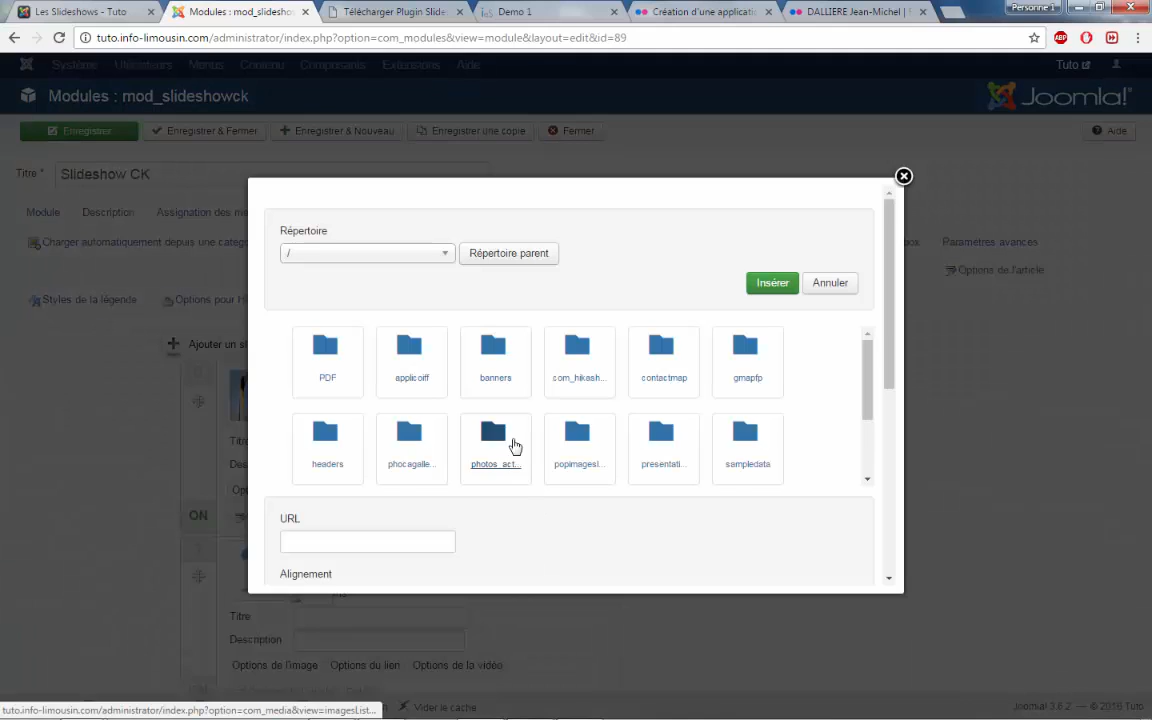 Les Slideshows - Tuto
Modules : mod_slidesho
Télécharger Plugin Slide
Demo 1
Création d'une applicati
DALLIERE Jean-Michel |
Personne 1
tuto.info-limousin.com/administrator/index.php?option=com_modules&view=module&layout=edit&id=89
Système Utilisateurs Menus Contenu Composants Extensions Aide
Tuto
Modules : mod_slideshowck
Joomla!
Enregistrer
Enregistrer & Fermer
Enregistrer & Nouveau
Enregistrer une copie
Fermer
Aide
Titre * Slideshow CK
Module Description Assignation des me
Charger automatiquement depuis une catég
Paramètres avancés
Options de l'article
Styles de la légende
Options pour Hi
Ajouter un sl
Répertoire
/
Répertoire parent
Insérer
Annuler
PDF
applicoiff
banners
com_hikash...
contactmap
gmapfp
headers
phocagalle...
photos_act...
popimagesl...
presentati...
sampledata
URL
Alignement
ON
Titre
Description
Options de l'image
Options du lien
Options de la vidéo
tuto.info-limousin.com/administrator/index.php?option=com_media&view=imagesList...
Vider le cache
Joomla! 3.6.2 — © 2016 Tuto